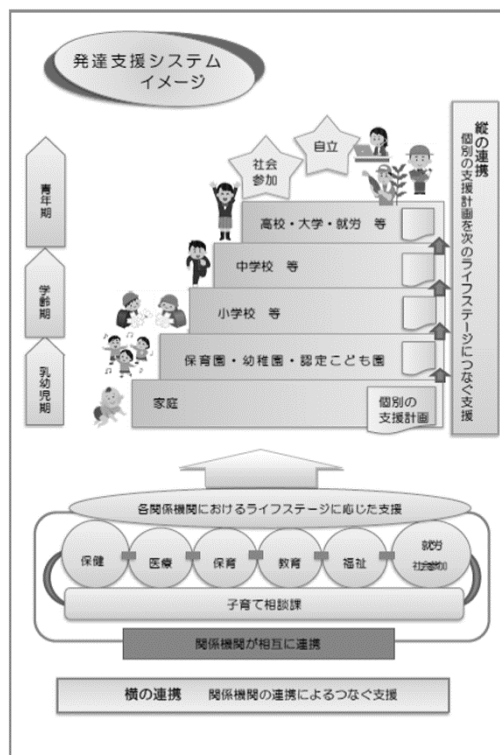 発達支援システム
イメージ
自立
社会
参加
青年期
学齢期
乳幼児期
高校・大学・就労 等
中学校 等
小学校 等
保育園・幼稚園・認定こども園
家庭
個別の
支援計画
縦の連携
個別の支援計画を次のライフステージにつなぐ支援
各関係機関におけるライフステージに応じた支援
保健
医療
保育
教育
福祉
就労
社会参加
子育て相談課
関係機関が相互に連携
横の連携 関係機関の連携によるつなぐ支援